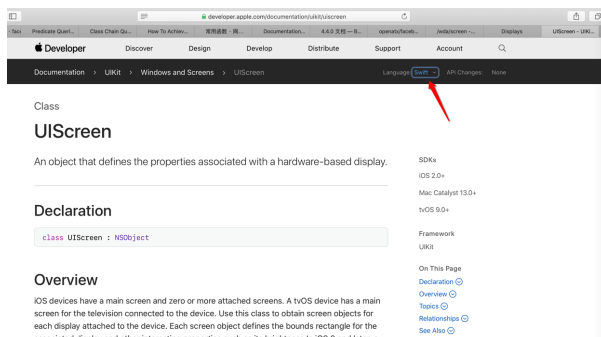 developer.apple.com/documentation/uikit/uiscreen
Predicate Queri... Class Chain Qu... How To Achiev... Documentation... 4.4.0 文档 — B... operato/faceb... /wda/screen -... Displays UIScreen - UIKi...
Developer Discover Design Develop Distribute Support Account
Documentation > UIKit > Windows and Screens > UIScreen Language: Swift API Changes: None
Class
UIScreen
An object that defines the properties associated with a hardware-based display.
SDKs
iOS 2.0+
Mac Catalyst 13.0+
tvOS 9.0+
Declaration
class UIScreen : NSObject
Framework
UIKit
On This Page
Declaration
Overview
Topics
Relationships
See Also
Overview
iOS devices have a main screen and zero or more attached screens. A tvOS device has a main
screen for the television connected to the device. Use this class to obtain screen objects for
each display attached to the device. Each screen object defines the bounds rectangle for the